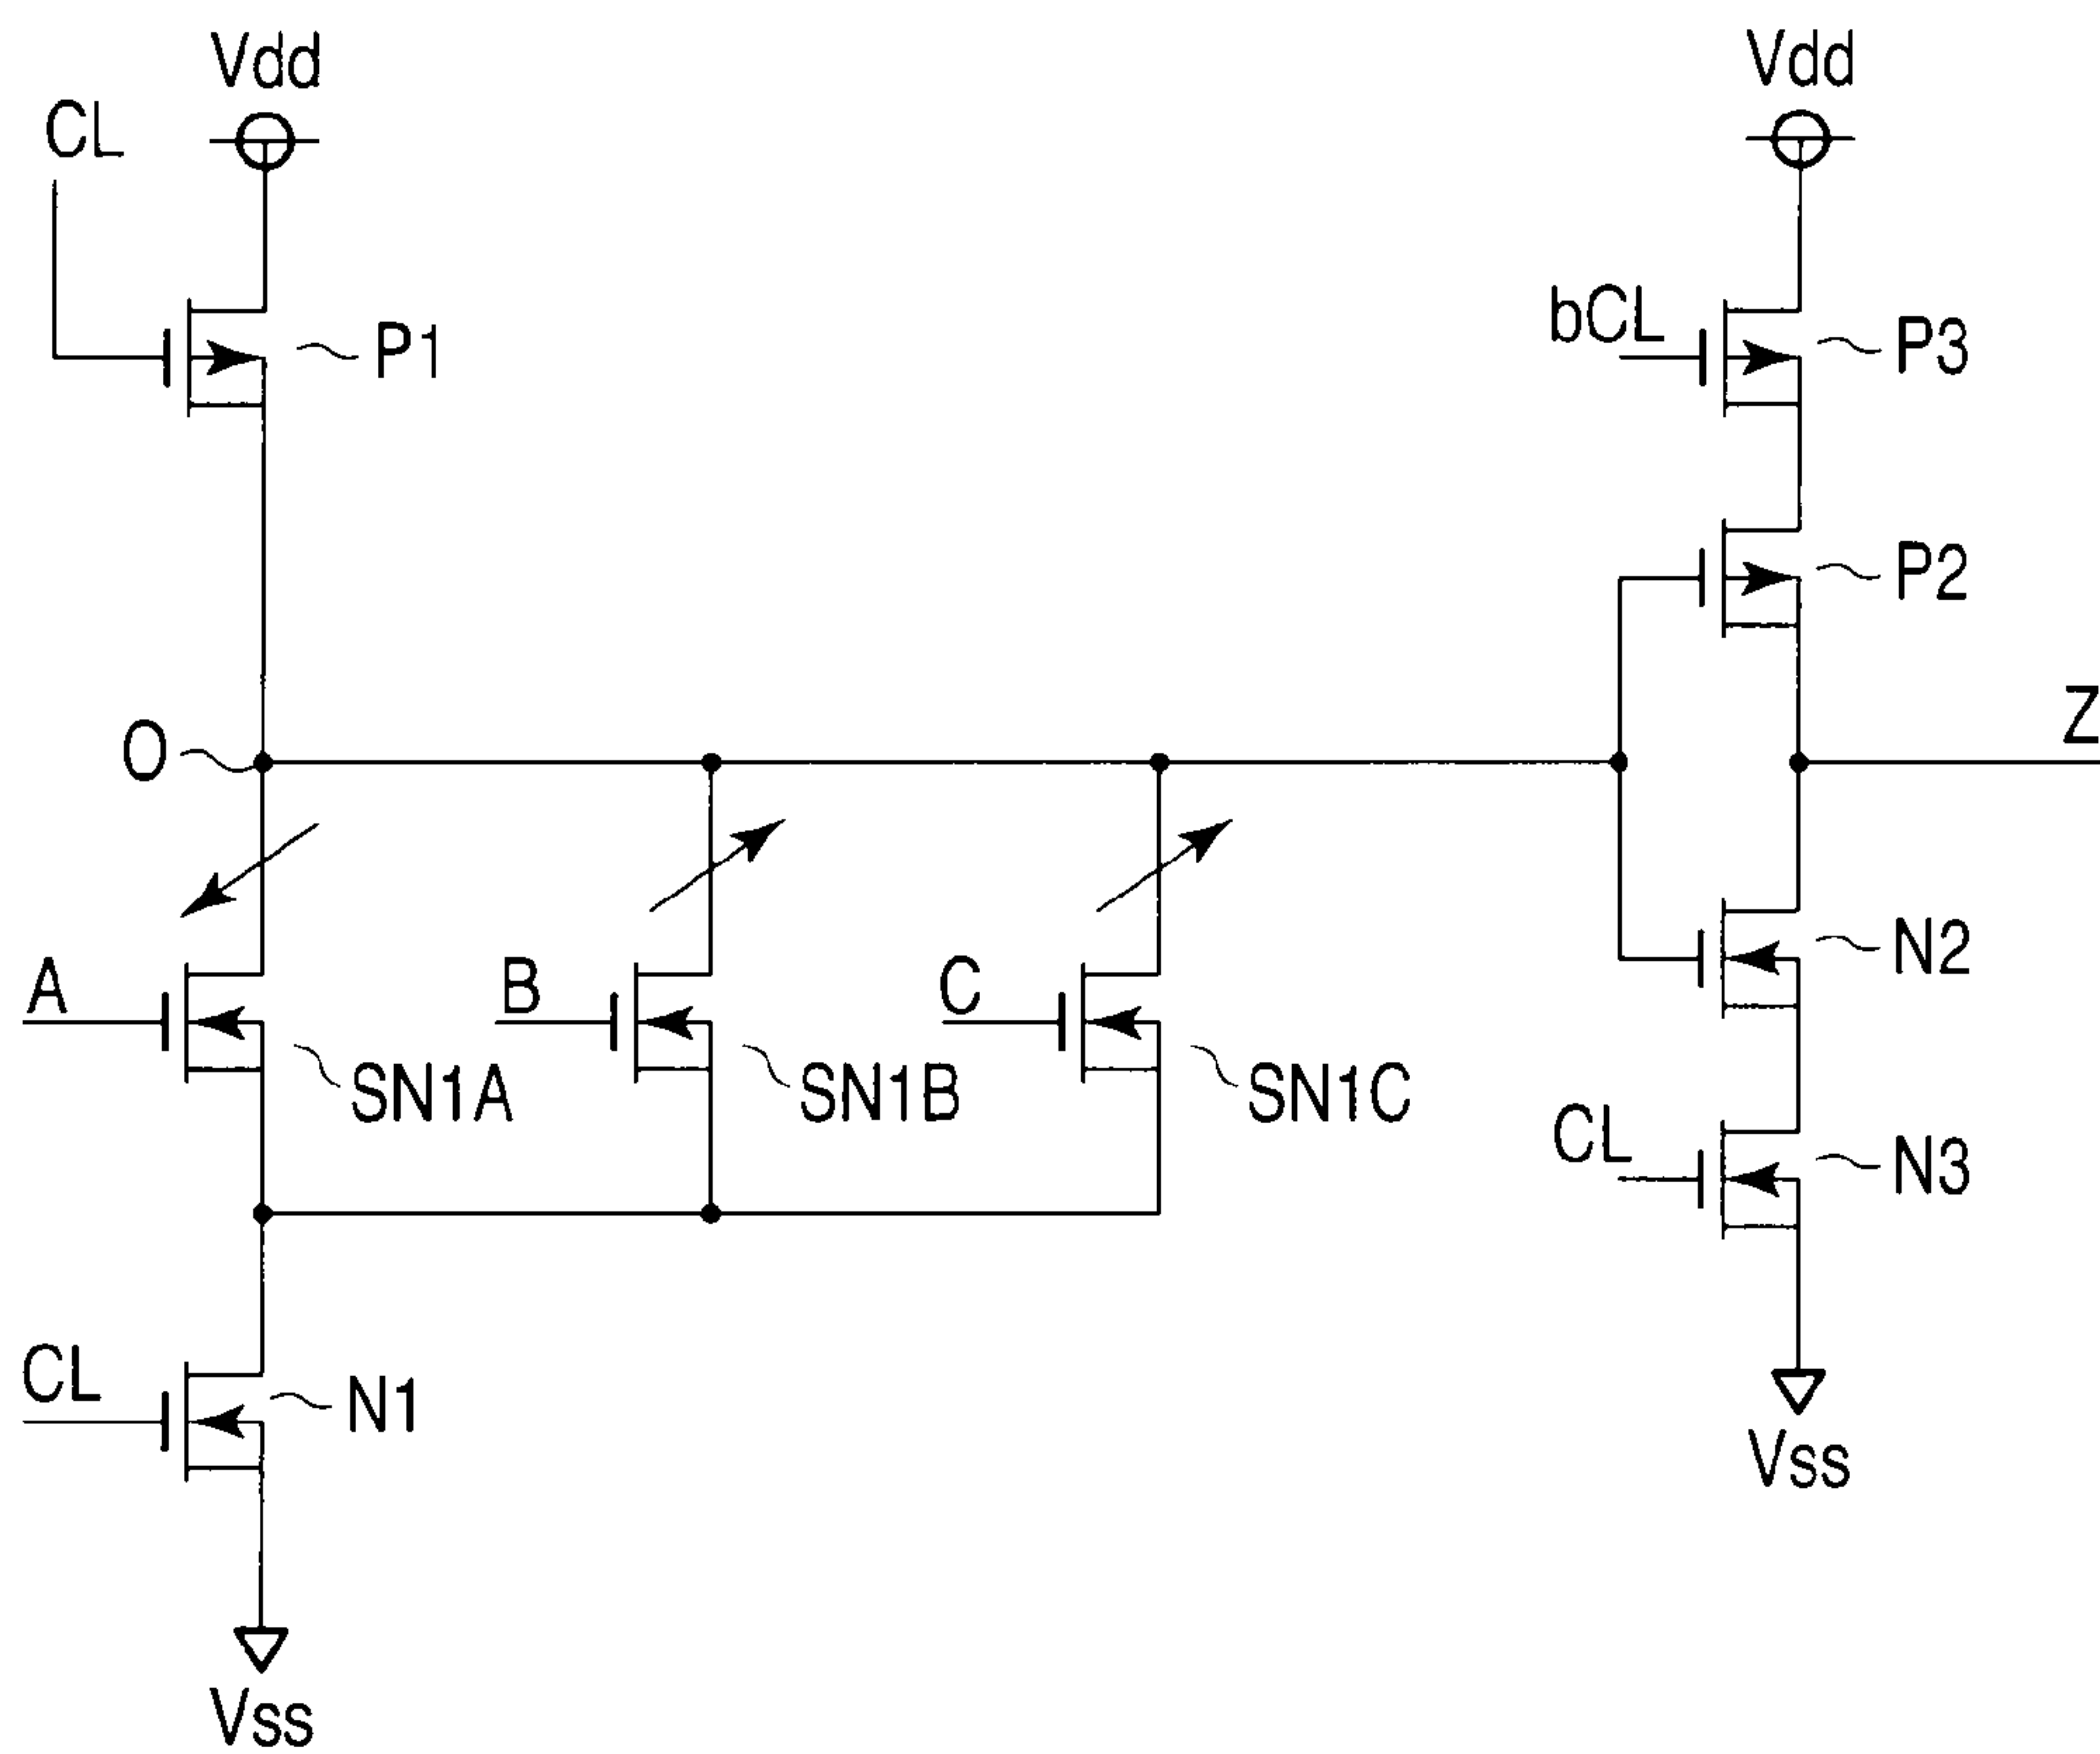 Vdd
Vdd
CL
P1
bCL
P3
P2
O
Z
A
B
C
N2
SN1A
SN1B
SN1C
CL
N3
CL
N1
Vss
Vss